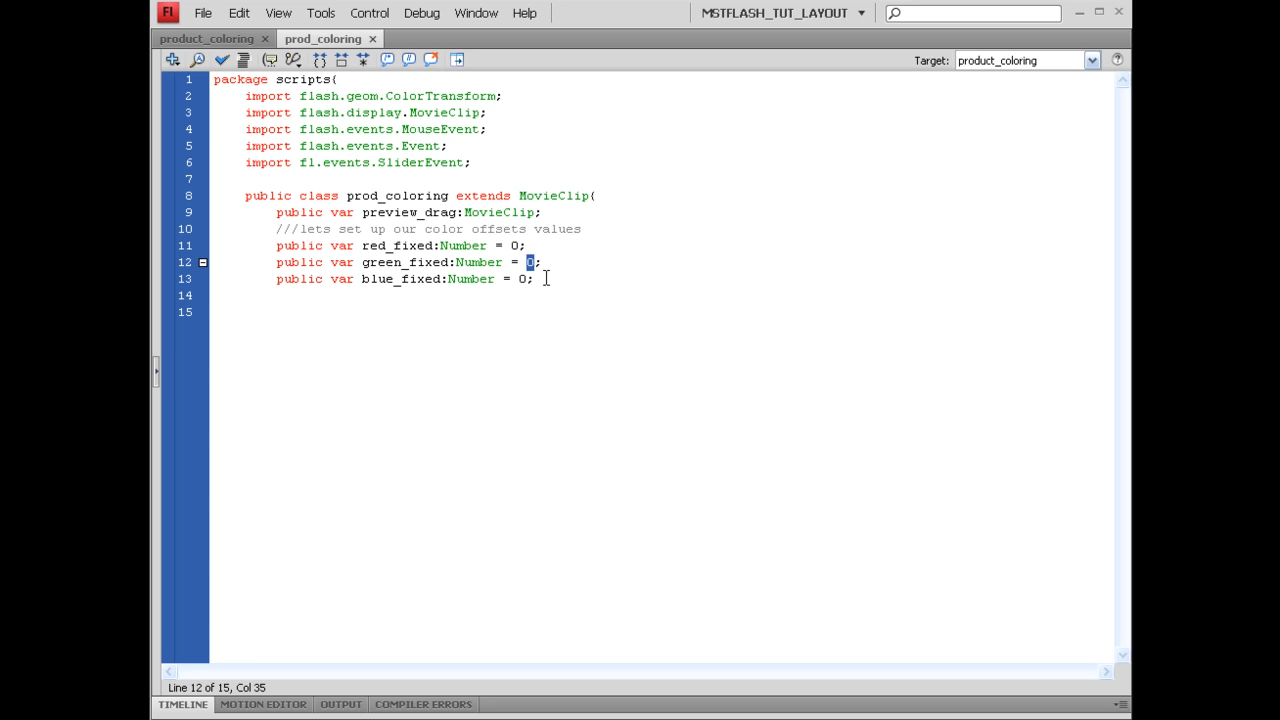 Fl File Edit View Tools Control Debug Window Help MSTFLASH_TUT_LAYOUT
product_coloring × prod_coloring ×
Target: product_coloring
1 package scripts{
2 import flash.geom.ColorTransform;
3 import flash.display.MovieClip;
4 import flash.events.MouseEvent;
5 import flash.events.Event;
6 import fl.events.SliderEvent;
7
8 public class prod_coloring extends MovieClip{
9 public var preview_drag:MovieClip;
10 ///lets set up our color offsets values
11 public var red_fixed:Number = 0;
12 public var green_fixed:Number = 0;
13 public var blue_fixed:Number = 0;
14
15
Line 12 of 15, Col 35
TIMELINE MOTION EDITOR OUTPUT COMPILER ERRORS